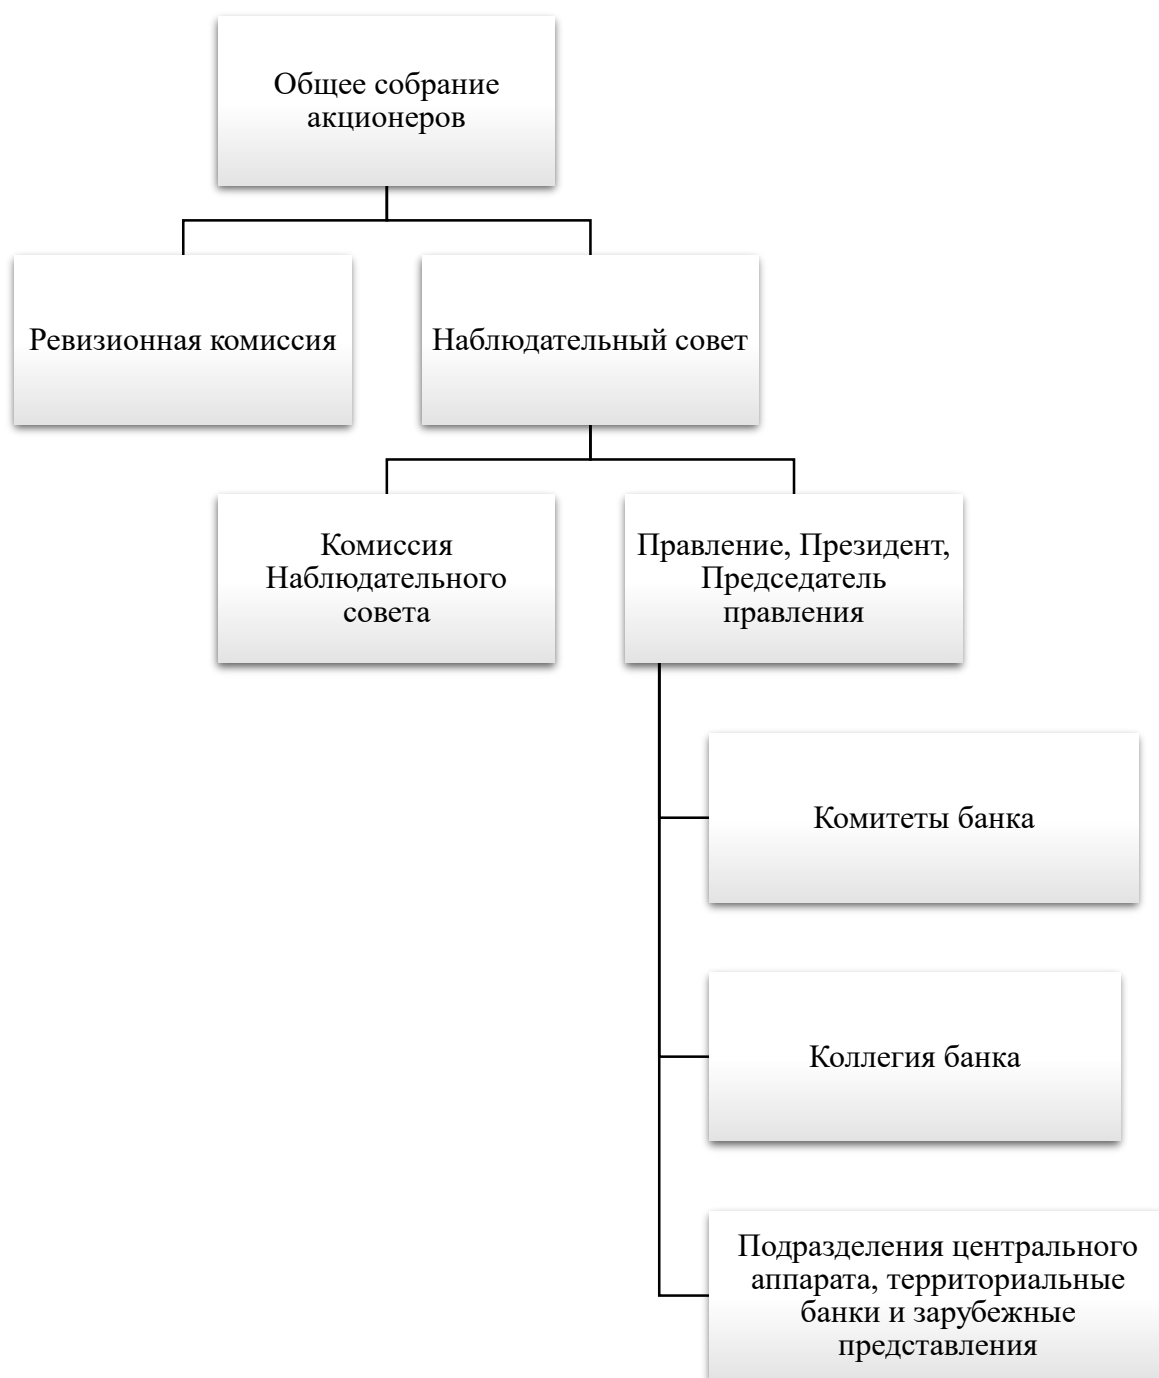 Общее собрание
акционеров
Ревизионная комиссия
Наблюдательный совет
Комиссия
Наблюдательного
совета
Правление, Президент,
Председатель
правления
Комитеты банка
Коллегия банка
Подразделения центрального
аппарата, территориальные
банки и зарубежные
представления